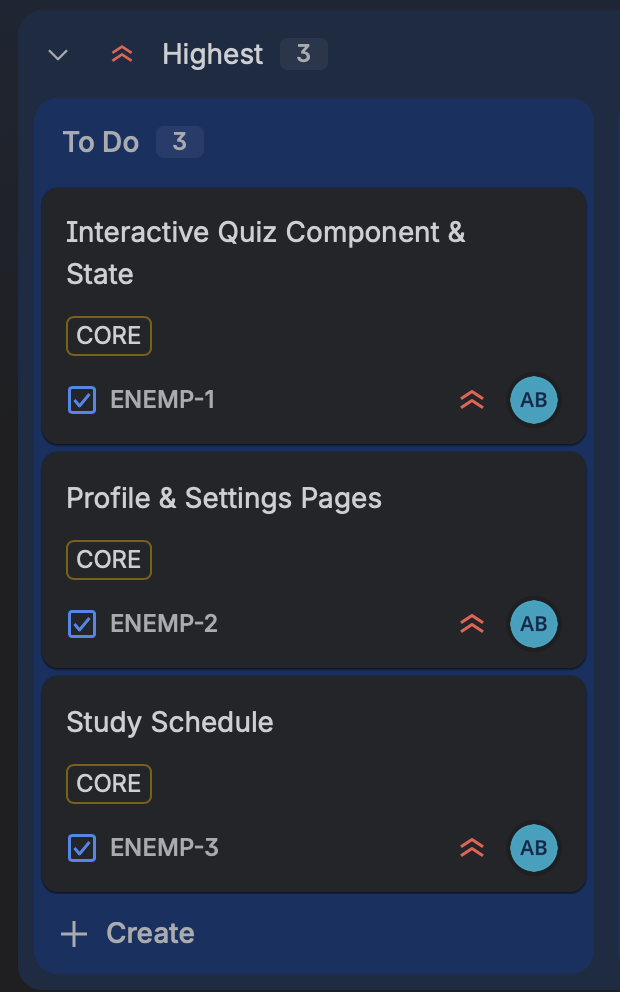 Highest 3
To Do 3
Interactive Quiz Component &
State
CORE
ENEMP-1 AB
Profile & Settings Pages
CORE
ENEMP-2 AB
Study Schedule
CORE
ENEMP-3 AB
Create